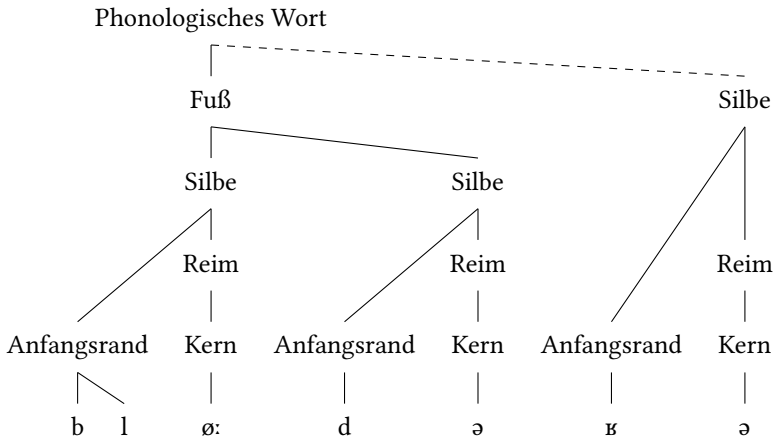 Phonologisches Wort
Fuß Silbe
Silbe Silbe
Reim Reim Reim
Anfangsrand Kern Anfangsrand Kern Anfangsrand Kern
b l øː d ə ʁ ə